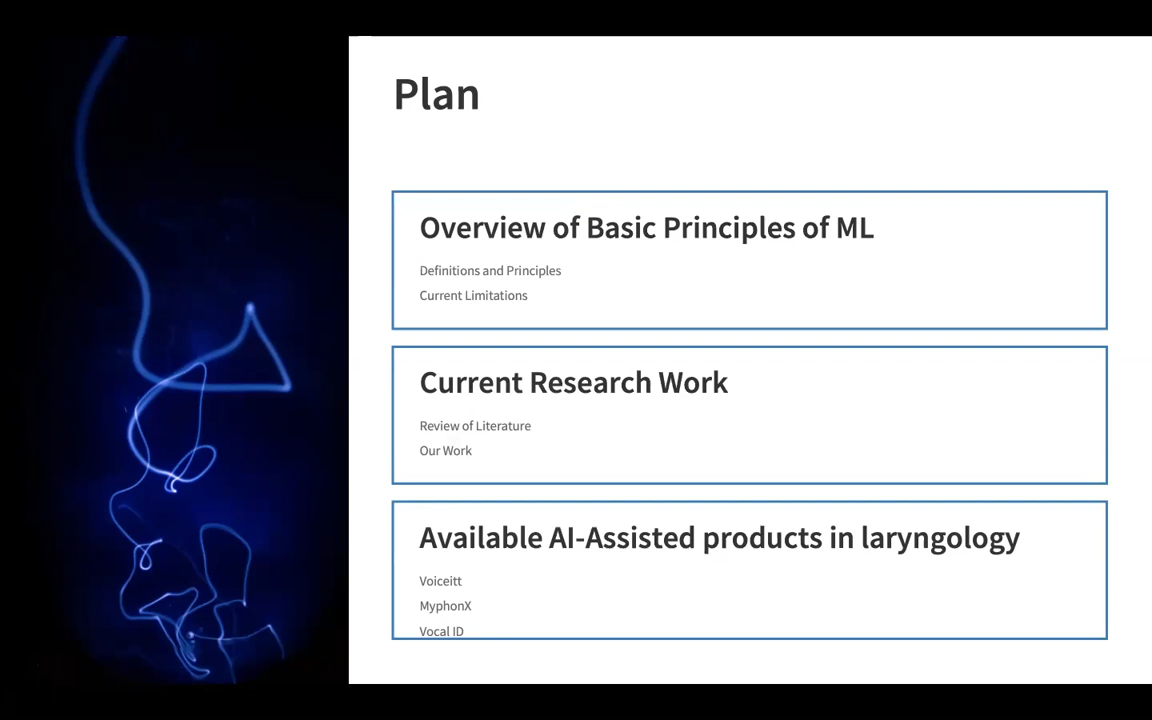 Plan
Overview of Basic Principles of ML
Definitions and Principles
Current Limitations
Current Research Work
Review of Literature
Our Work
Available AI-Assisted products in laryngology
Voiceitt
MyphonX
Vocal ID